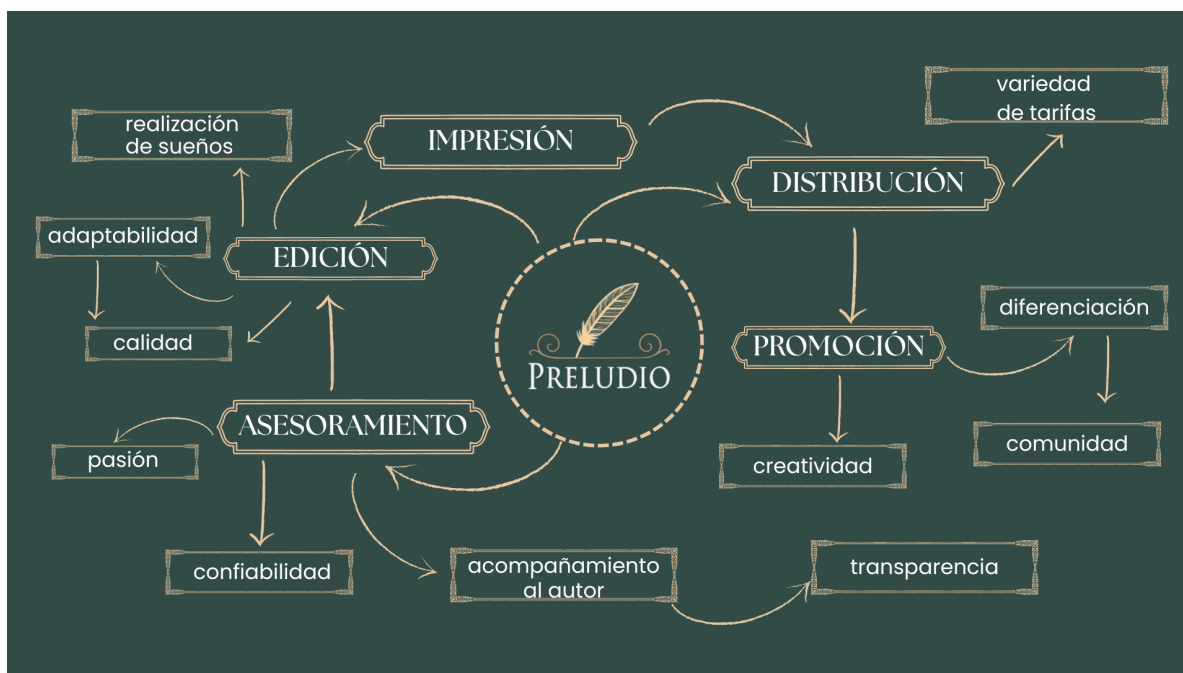 variedad
de tarifas
realización
de sueños
IMPRESIÓN
DISTRIBUCIÓN
adaptabilidad
EDICIÓN
diferenciación
calidad
PROMOCIÓN
PRELUDIO
ASESORAMIENTO
pasión
creatividad
comunidad
confiabilidad
acompañamiento
al autor
transparencia